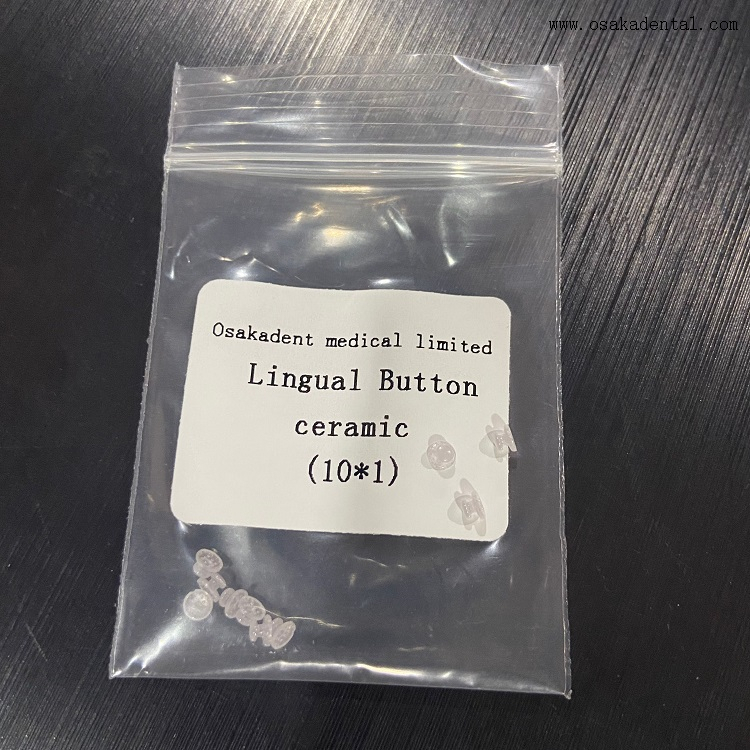 www.osakadental.com
Osakadent medical limited
Lingual Button
ceramic
(10*1)